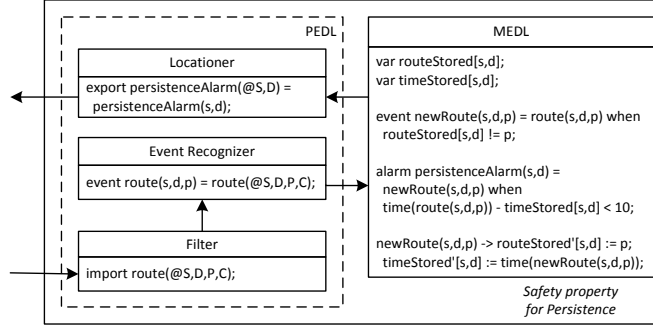 PEDL
Locationer
export persistenceAlarm(@S,D) =
persistenceAlarm(s,d);
Event Recognizer
event route(s,d,p) = route(@S,D,P,C);
Filter
import route(@S,D,P,C);
MEDL
var routeStored[s,d];
var timeStored[s,d];
event newRoute(s,d,p) = route(s,d,p) when
routeStored[s,d] != p;
alarm persistenceAlarm(s,d) =
newRoute(s,d,p) when
time(route(s,d,p)) - timeStored[s,d] < 10;
newRoute(s,d,p) -> routeStored'[s,d] := p;
timeStored'[s,d] := time(newRoute(s,d,p));
Safety property
for Persistence